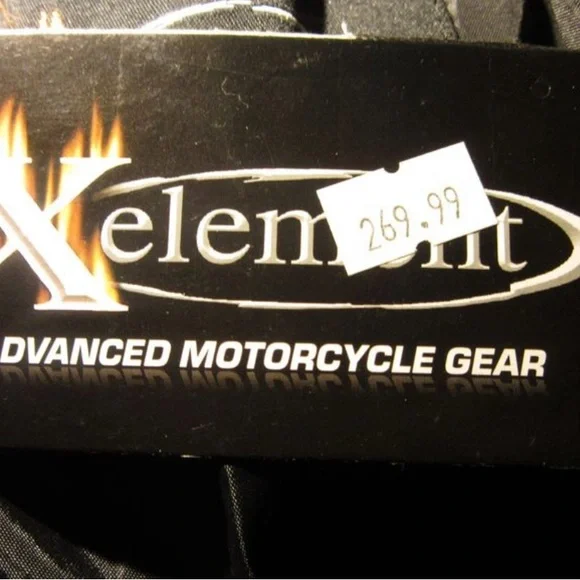 Xelement
269.99
DVANCED MOTORCYCLE GEAR